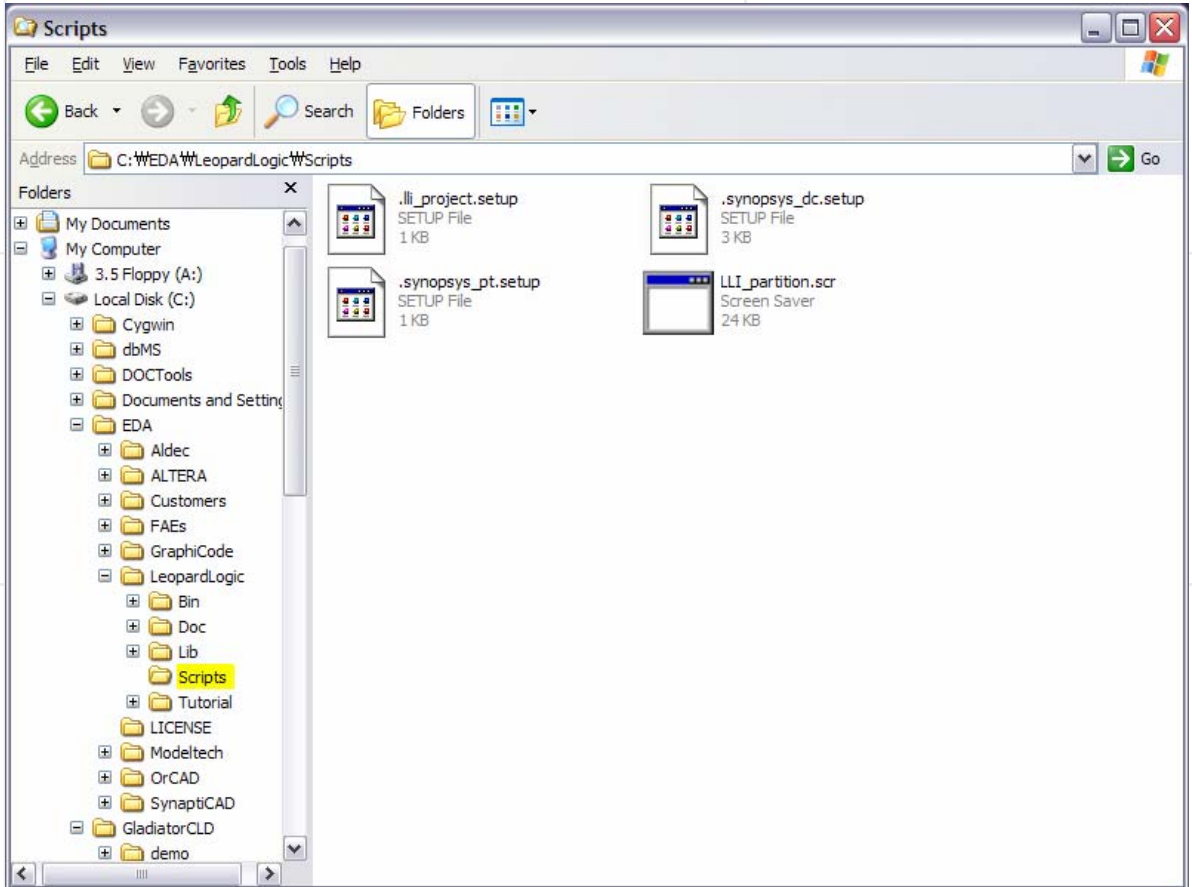 Scripts
File Edit View Favorites Tools Help
Back Search Folders
Address C:₩EDA₩LeopardLogic₩Scripts Go
Folders
My Documents
My Computer
3.5 Floppy (A:)
Local Disk (C:)
Cygwin
dbMS
DOCTools
Documents and Setting
EDA
Aldec
ALTERA
Customers
FAEs
GraphiCode
LeopardLogic
Bin
Doc
Lib
Scripts
Tutorial
LICENSE
Modeltech
OrCAD
SynaptiCAD
GladiatorCLD
demo
.lli_project.setup
SETUP File
1 KB
.synopsys_dc.setup
SETUP File
3 KB
.synopsys_pt.setup
SETUP File
1 KB
LLI_partition.scr
Screen Saver
24 KB